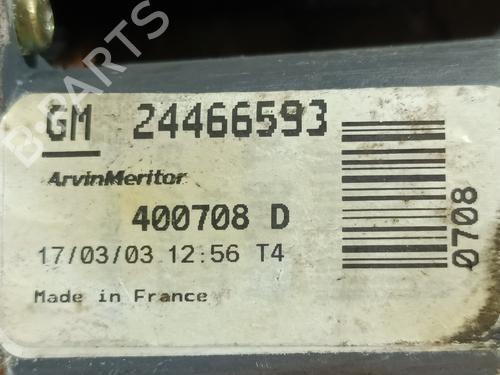 GM 24466593
ArvinMeritor
400708 D
17/03/03 12:56 T4
Made in France
0708
B-PARTS